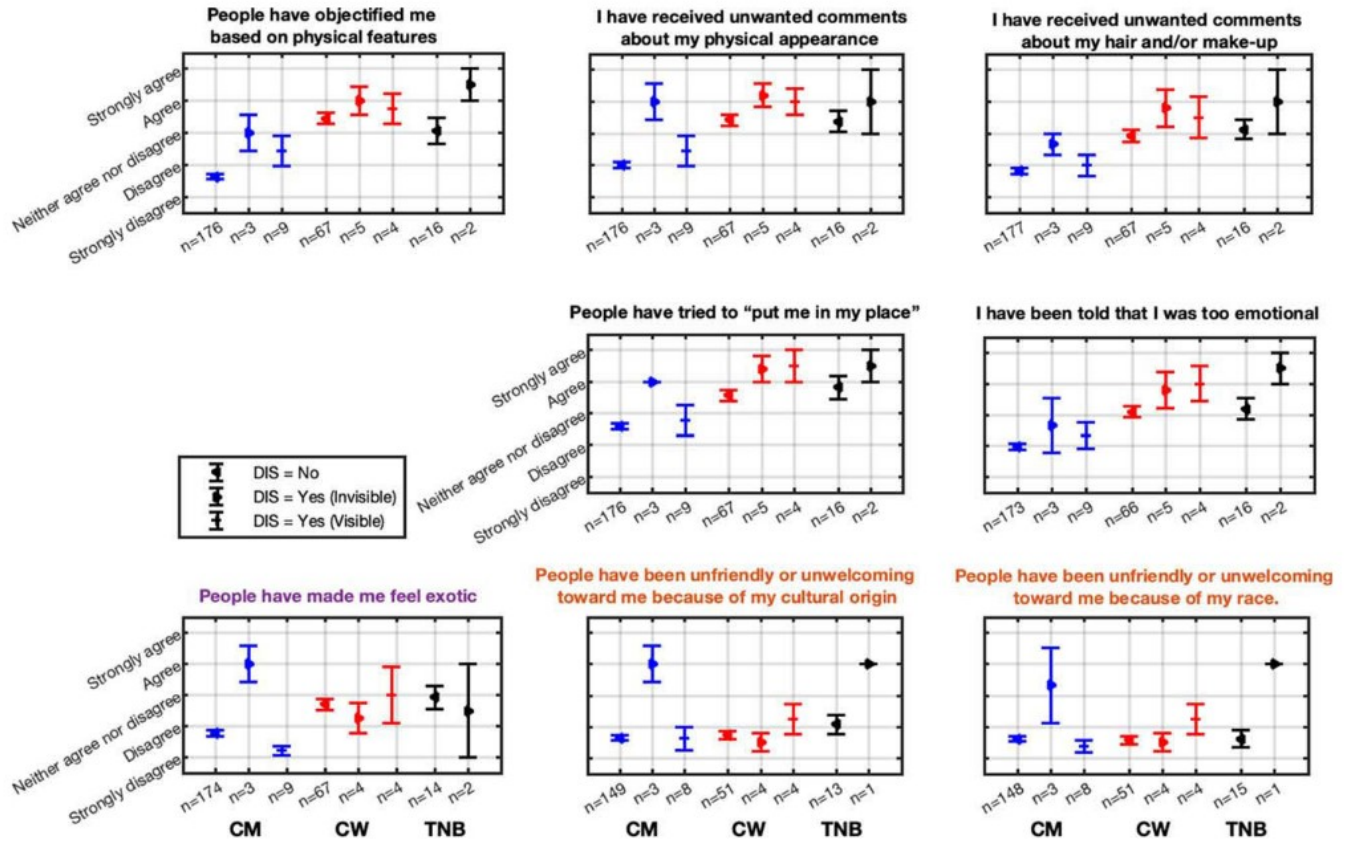 People have objectified me
based on physical features
Strongly agree
Agree
Neither agree nor disagree
Disagree
Strongly disagree
n=176
n=3
n=9
n=67
n=5
n=4
n=16
n=2
I have received unwanted comments
about my physical appearance
n=176
n=3
n=9
n=67
n=5
n=4
n=16
n=2
I have received unwanted comments
about my hair and/or make-up
n=177
n=3
n=9
n=67
n=5
n=4
n=16
n=2
People have tried to “put me in my place”
Strongly agree
Agree
Neither agree nor disagree
Disagree
Strongly disagree
n=176
n=3
n=9
n=67
n=5
n=4
n=16
n=2
I have been told that I was too emotional
n=173
n=3
n=9
n=66
n=5
n=4
n=16
n=2
DIS = No
DIS = Yes (Invisible)
DIS = Yes (Visible)
People have made me feel exotic
Strongly agree
Agree
Neither agree nor disagree
Disagree
Strongly disagree
n=174
n=3
n=9
n=67
n=4
n=4
n=14
n=2
CM
CW
TNB
People have been unfriendly or unwelcoming
toward me because of my cultural origin
n=149
n=3
n=8
n=51
n=4
n=4
n=13
n=1
CM
CW
TNB
People have been unfriendly or unwelcoming
toward me because of my race.
n=148
n=3
n=8
n=51
n=4
n=4
n=15
n=1
CM
CW
TNB